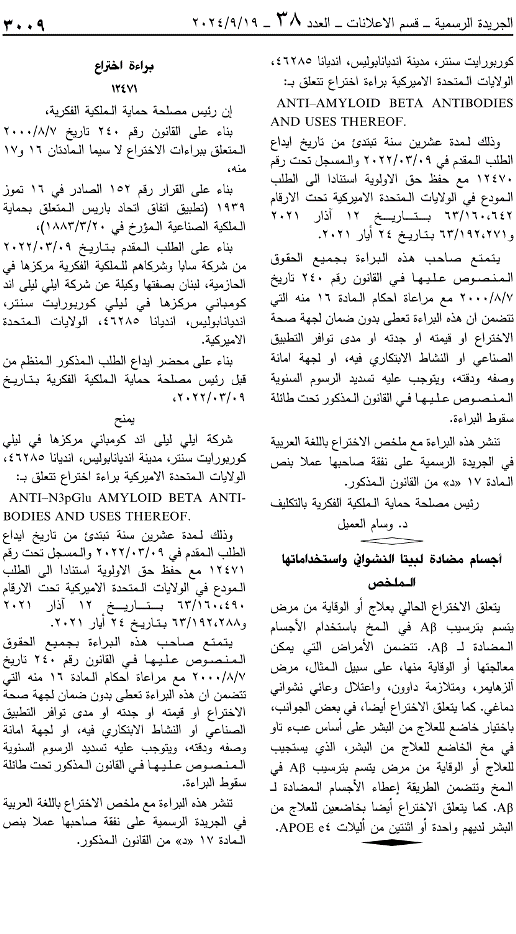 الجريدة الرسمية ــ قسم الاعلانات ــ العدد ٣٨ ــ ٢٠٢٤/٩/١٩
٣٠٠٩
كوربورايت سنتر، مدينة انديانابوليس، انديانا ٤٦٢٨٥،
الولايات المتحدة الاميركية براءة اختراع تتعلق بـ:
ANTI–AMYLOID BETA ANTIBODIES
AND USES THEREOF.
وذلك لمدة عشرين سنة تبتدئ من تاريخ ايداع
الطلب المقدم في ٢٠٢٢/٠٣/٠٩ والمسجل تحت رقم
١٢٤٧٠ مع حفظ حق الاولوية استنادا الى الطلب
المودع في الولايات المتحدة الاميركية تحت الارقام
٦٣/١٦٠,٦٤٢ بـتــاريـــخ ١٢ آذار ٢٠٢١
و٦٣/١٩٢,٢٧١ بتاريخ ٢٤ أيار ٢٠٢١.
يتمتع صاحب هذه البراءة بجميع الحقوق
المنصوص عليها في القانون رقم ٢٤٠ تاريخ
٢٠٠٠/٨/٧ مع مراعاة احكام المادة ١٦ منه التي
تتضمن ان هذه البراءة تعطى بدون ضمان لجهة صحة
الاختراع او قيمته او جدته او مدى توافر التطبيق
الصناعي او النشاط الابتكاري فيه، او لجهة امانة
وصفه ودقته، ويتوجب عليه تسديد الرسوم السنوية
المنصوص عليها في القانون المذكور تحت طائلة
سقوط البراءة.
تنشر هذه البراءة مع ملخص الاختراع باللغة العربية
في الجريدة الرسمية على نفقة صاحبها عملا بنص
المادة ١٧ «د» من القانون المذكور.
رئيس مصلحة حماية الملكية الفكرية بالتكليف
د. وسام العميل
أجسام مضادة لبيتا النشواني واستخداماتها
الملخص
يتعلق الاختراع الحالي بعلاج أو الوقاية من مرض
يتسم بترسيب Aβ في المخ باستخدام الأجسام
المضادة لـ Aβ. تتضمن الأمراض التي يمكن
معالجتها أو الوقاية منها، على سبيل المثال، مرض
ألزهايمر، ومتلازمة داوون، واعتلال وعائي نشواني
دماغي. كما يتعلق الاختراع أيضا، في بعض الجوانب،
باختيار خاضع للعلاج من البشر على أساس عبء تاو
في مخ الخاضع للعلاج من البشر، الذي يستجيب
للعلاج أو الوقاية من مرض يتسم بترسيب Aβ في
المخ وتتضمن الطريقة إعطاء الأجسام المضادة لـ
Aβ. كما يتعلق الاختراع أيضا بخاضعين للعلاج من
البشر لديهم واحدة أو اثنتين من أليلات APOE e٤.
براءة اختراع
١٣٤٧١
إن رئيس مصلحة حماية الملكية الفكرية،
بناء على القانون رقم ٢٤٠ تاريخ ٢٠٠٠/٨/٧
المتعلق ببراءات الاختراع لا سيما المادتان ١٦ و١٧
منه،
بناء على القرار رقم ١٥٢ الصادر في ١٦ تموز
١٩٣٩ (تطبيق اتفاق اتحاد باريس المتعلق بحماية
الملكية الصناعية المؤرخ في ١٨٨٣/٣/٢٠)،
بناء على الطلب المقدم بتاريخ ٢٠٢٢/٠٣/٠٩
من شركة سابا وشركاهم للملكية الفكرية مركزها في
الحازمية، لبنان بصفتها وكيلة عن شركة ايلي ليلي اند
كومباني مركزها في ليلي كوربورايت سنتر،
انديانابوليس، انديانا ٤٦٢٨٥، الولايات المتحدة
الاميركية.
بناء على محضر ايداع الطلب المذكور المنظم من
قبل رئيس مصلحة حماية الملكية الفكرية بتاريخ
٢٠٢٢/٠٣/٠٩،
يمنح
شركة ايلي ليلي اند كومباني مركزها في ليلي
كوربورايت سنتر، مدينة انديانابوليس، انديانا ٤٦٢٨٥،
الولايات المتحدة الاميركية براءة اختراع تتعلق بـ:
ANTI–N3pGlu AMYLOID BETA ANTI-
BODIES AND USES THEREOF.
وذلك لمدة عشرين سنة تبتدئ من تاريخ ايداع
الطلب المقدم في ٢٠٢٢/٠٣/٠٩ والمسجل تحت رقم
١٢٤٧١ مع حفظ حق الاولوية استنادا الى الطلب
المودع في الولايات المتحدة الاميركية تحت الارقام
٦٣/١٦٠,٤٩٠ بـتــاريـــخ ١٢ آذار ٢٠٢١
و٦٣/١٩٢,٢٨٨ بتاريخ ٢٤ أيار ٢٠٢١.
يتمتع صاحب هذه البراءة بجميع الحقوق
المنصوص عليها في القانون رقم ٢٤٠ تاريخ
٢٠٠٠/٨/٧ مع مراعاة احكام المادة ١٦ منه التي
تتضمن ان هذه البراءة تعطى بدون ضمان لجهة صحة
الاختراع او قيمته او جدته او مدى توافر التطبيق
الصناعي او النشاط الابتكاري فيه، او لجهة امانة
وصفه ودقته، ويتوجب عليه تسديد الرسوم السنوية
المنصوص عليها في القانون المذكور تحت طائلة
سقوط البراءة.
تنشر هذه البراءة مع ملخص الاختراع باللغة العربية
في الجريدة الرسمية على نفقة صاحبها عملا بنص
المادة ١٧ «د» من القانون المذكور.